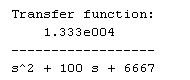 Transfer function:
1.333e004
-----------------
s^2 + 100 s + 6667